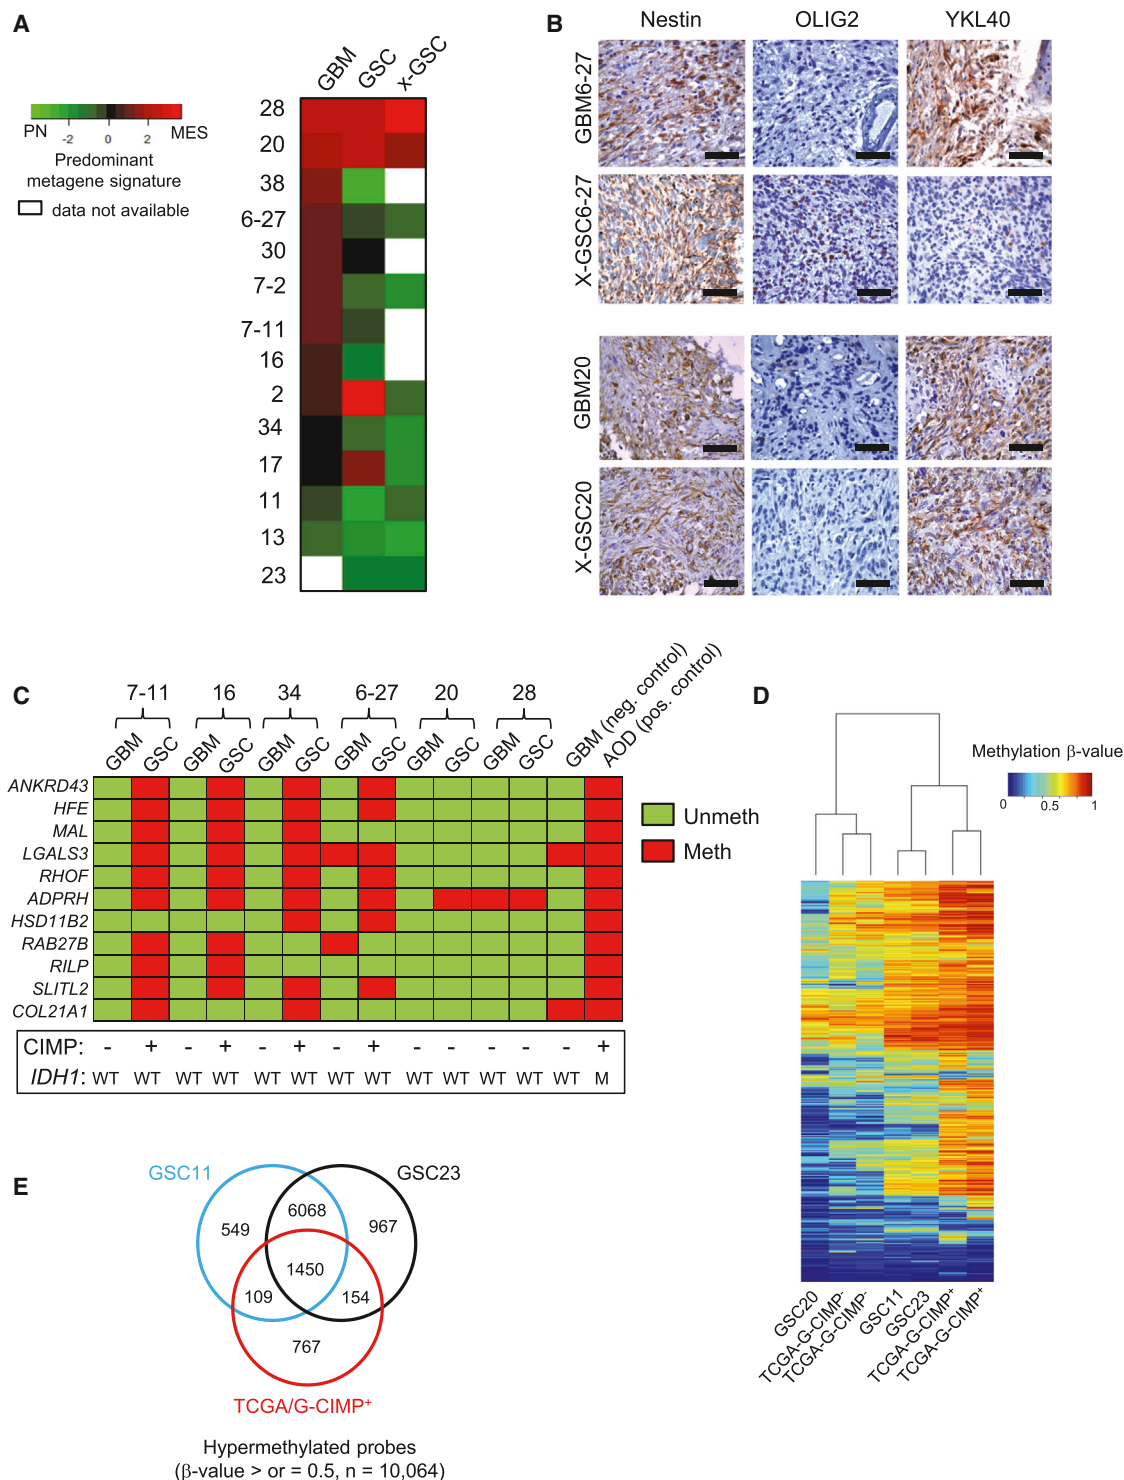 A
GBM
GSC
x-GSC
PN
-2
0
2
MES
Predominant
metagene signature
data not available
28
20
38
6-27
30
7-2
7-11
16
2
34
17
11
13
23
B
Nestin
OLIG2
YKL40
GBM6-27
X-GSC6-27
GBM20
X-GSC20
C
7-11
16
34
6-27
20
28
GBM
GSC
GBM
GSC
GBM
GSC
GBM
GSC
GBM
GSC
GBM
GSC
GBM (neg. control)
AOD (pos. control)
ANKRD43
HFE
MAL
LGALS3
RHOF
ADPRH
HSD11B2
RAB27B
RILP
SLITL2
COL21A1
Unmeth
Meth
CIMP: - + - + - + - + - - - - - +
IDH1: WT WT WT WT WT WT WT WT WT WT WT WT WT M
D
Methylation β-value
0
0.5
1
GSC20
TCGA-G-CIMP-
TCGA-G-CIMP-
GSC11
GSC23
TCGA-G-CIMP+
TCGA-G-CIMP+
E
GSC11
GSC23
549
6068
967
1450
109
154
767
TCGA/G-CIMP+
Hypermethylated probes
(β-value > or = 0.5, n = 10,064)